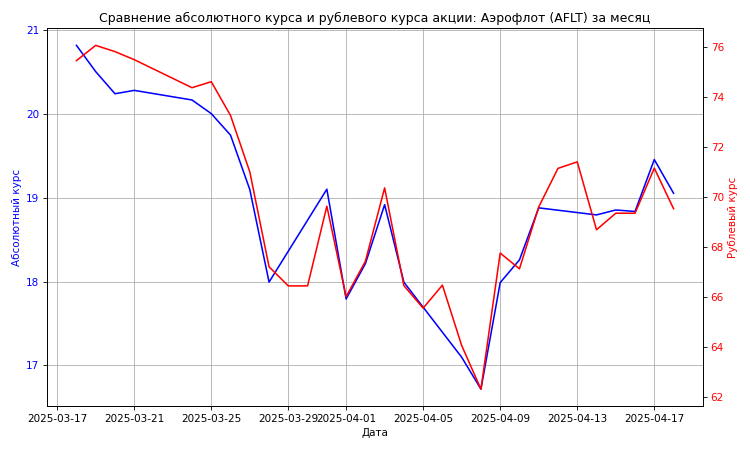 Сравнение абсолютного курса и рублевого курса акции: Аэрофлот (AFLT) за месяц
21
20
19
18
17
Абсолютный курс
76
74
72
70
68
66
64
62
Рублевый курс
2025-03-17 2025-03-21 2025-03-25 2025-03-29 2025-04-01 2025-04-05 2025-04-09 2025-04-13 2025-04-17
Дата